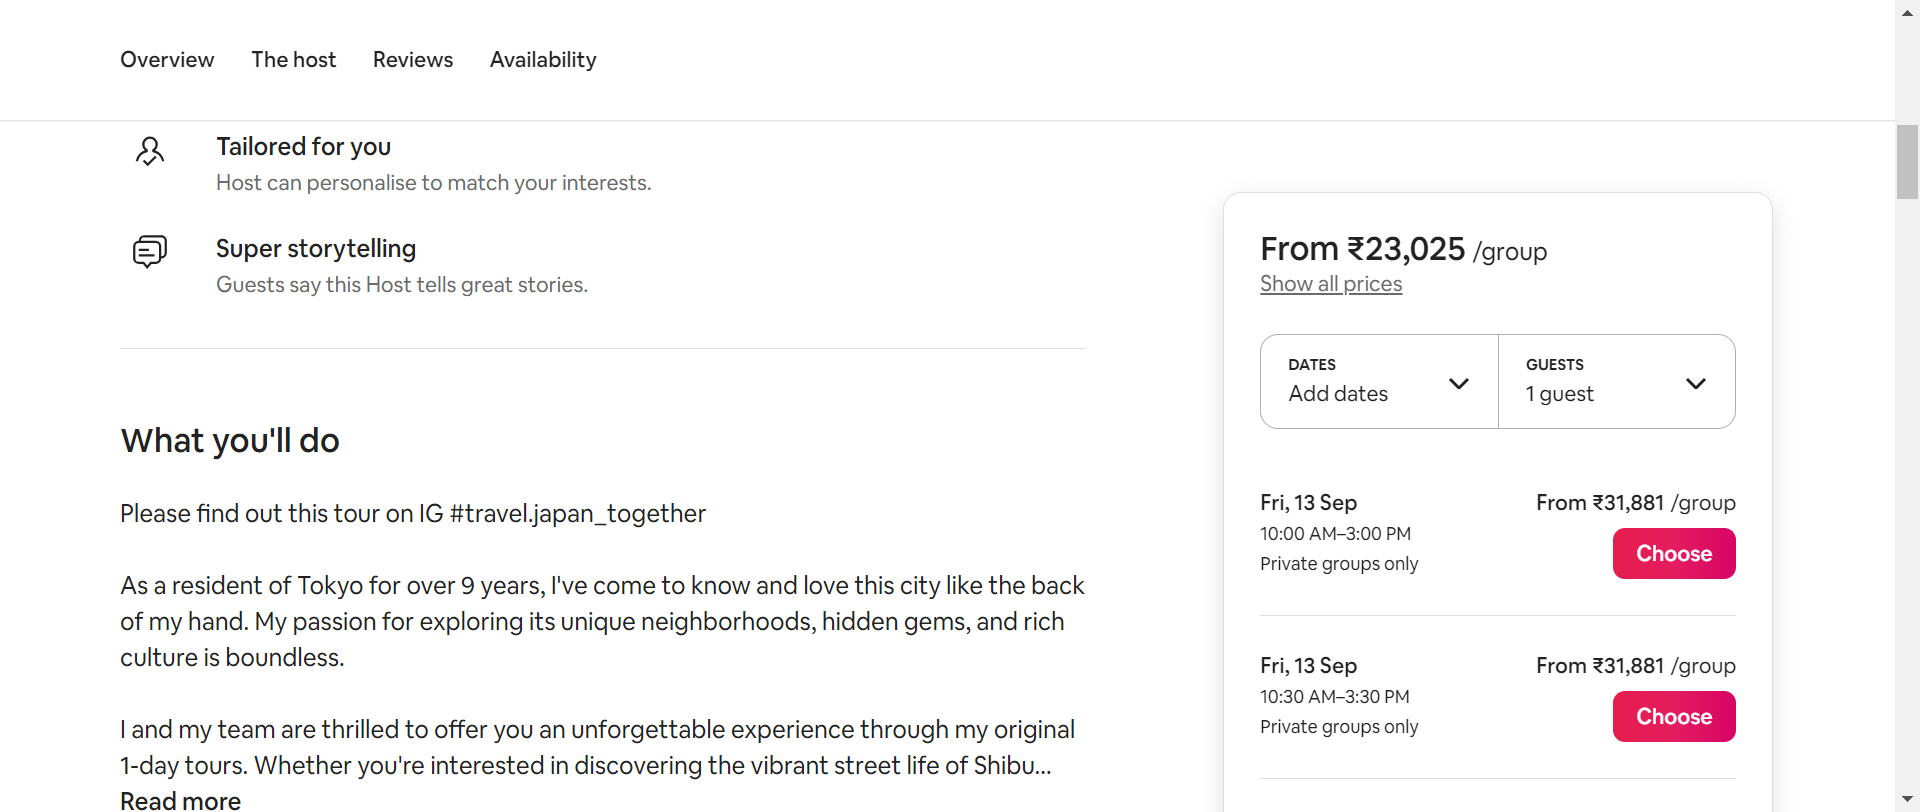 Overview
The host
Reviews
Availability
Tailored for you
Host can personalise to match your interests.
Super storytelling
Guests say this Host tells great stories.
What you'll do
Please find out this tour on IG #travel.japan_together
As a resident of Tokyo for over 9 years, I've come to know and love this city like the back
of my hand. My passion for exploring its unique neighborhoods, hidden gems, and rich
culture is boundless.
I and my team are thrilled to offer you an unforgettable experience through my original
1-day tours. Whether you're interested in discovering the vibrant street life of Shibu...
Read more
From ₹23,025 /group
Show all prices
DATES
Add dates
GUESTS
1 guest
Fri, 13 Sep
From ₹31,881 /group
10:00 AM–3:00 PM
Private groups only
Choose
Fri, 13 Sep
From ₹31,881 /group
10:30 AM–3:30 PM
Private groups only
Choose